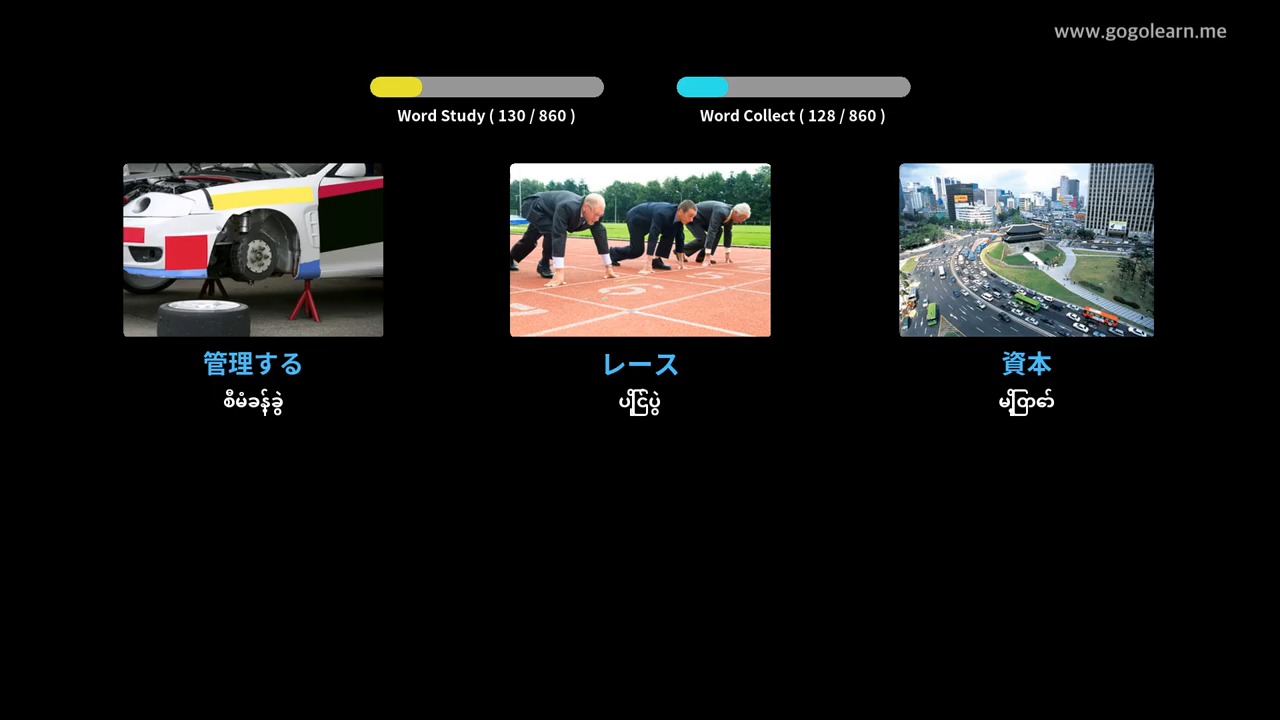 www.gogolearn.me
Word Study ( 130 / 860 )
Word Collect ( 128 / 860 )
管理する
レース
資本
စီမံခန့်ခွဲ
ပြိုင်ပွဲ
မြို့တော်